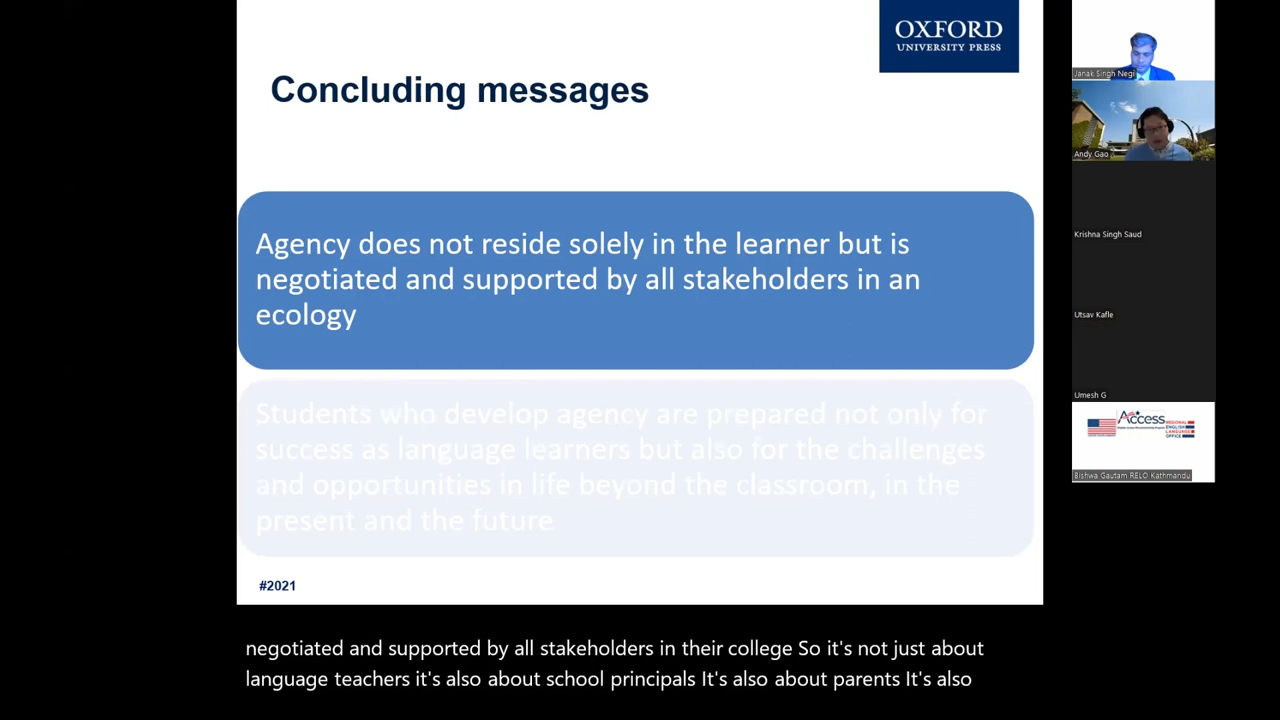 OXFORD
UNIVERSITY PRESS
Concluding messages
Agency does not reside solely in the learner but is
negotiated and supported by all stakeholders in an
ecology
Students who develop agency are prepared not only for
success as language learners but also for the challenges
and opportunities in life beyond the classroom, in the
present and the future
#2021
negotiated and supported by all stakeholders in their college So it's not just about
language teachers it's also about school principals It's also about parents It's also
Janak Singh Negi
Andy Gao
Krishna Singh Saud
Utsav Kafle
Umesh G
Access
REGIONAL
ENGLISH
LANGUAGE
OFFICE
Bishwa Gautam RELO Kathmandu